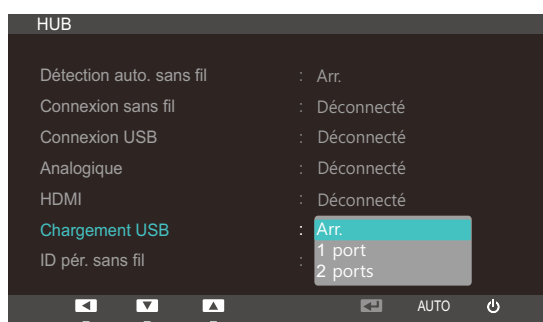 HUB
Détection auto. sans fil : Arr.
Connexion sans fil : Déconnecté
Connexion USB : Déconnecté
Analogique : Déconnecté
HDMI : Déconnecté
Chargement USB : Arr.
1 port
ID pér. sans fil :
2 ports
AUTO